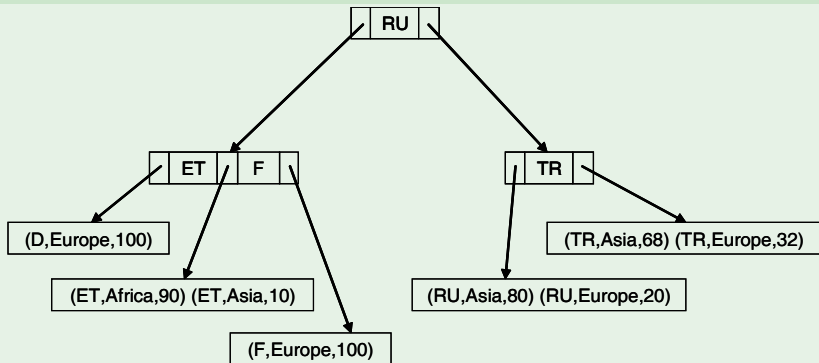 RU
ET F
TR
(D,Europe,100)
(TR,Asia,68) (TR,Europe,32)
(ET,Africa,90) (ET,Asia,10)
(RU,Asia,80) (RU,Europe,20)
(F,Europe,100)